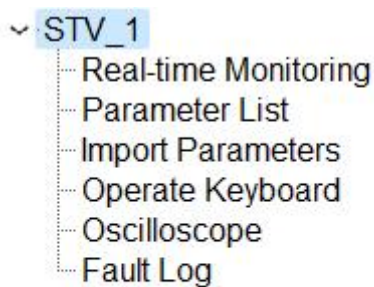 STV_1
Real-time Monitoring
Parameter List
Import Parameters
Operate Keyboard
Oscilloscope
Fault Log